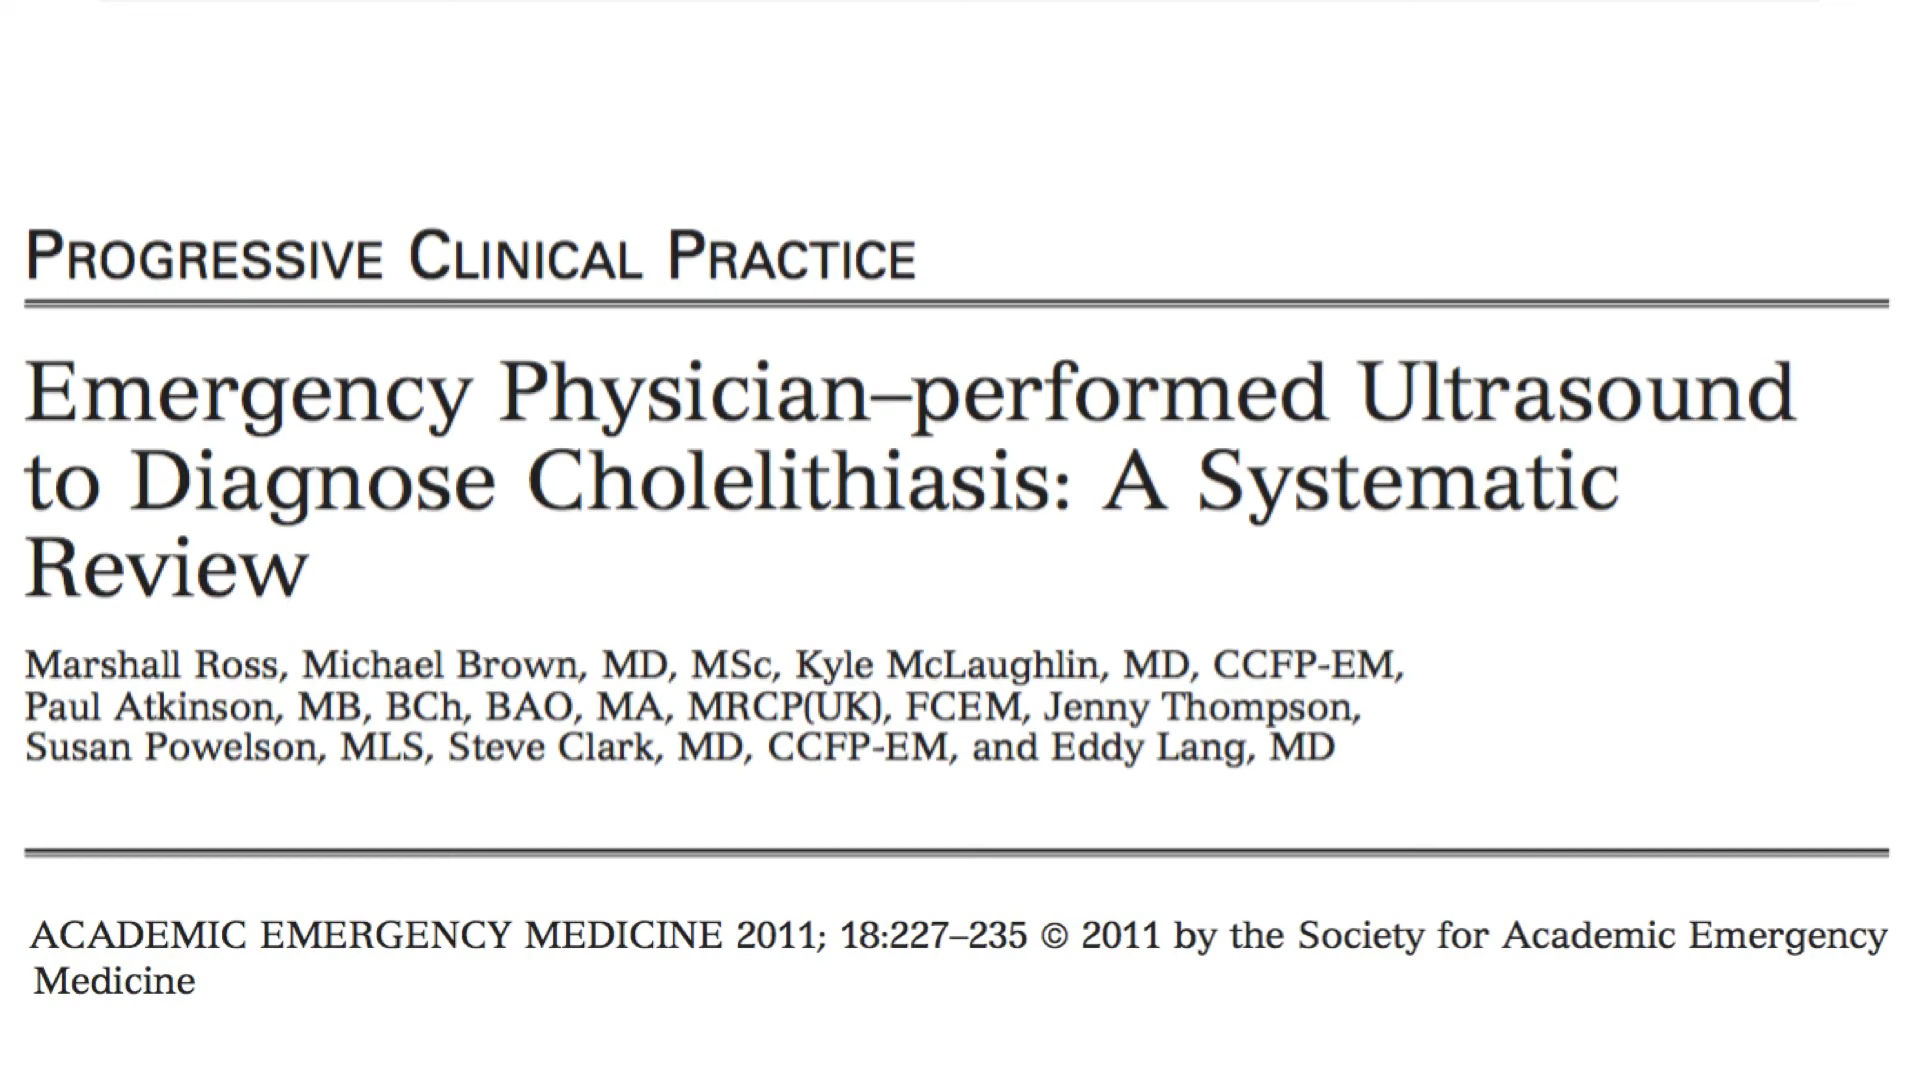 PROGRESSIVE CLINICAL PRACTICE
Emergency Physician–performed Ultrasound
to Diagnose Cholelithiasis: A Systematic
Review
Marshall Ross, Michael Brown, MD, MSc, Kyle McLaughlin, MD, CCFP-EM,
Paul Atkinson, MB, BCh, BAO, MA, MRCP(UK), FCEM, Jenny Thompson,
Susan Powelson, MLS, Steve Clark, MD, CCFP-EM, and Eddy Lang, MD
ACADEMIC EMERGENCY MEDICINE 2011; 18:227–235 © 2011 by the Society for Academic Emergency
Medicine